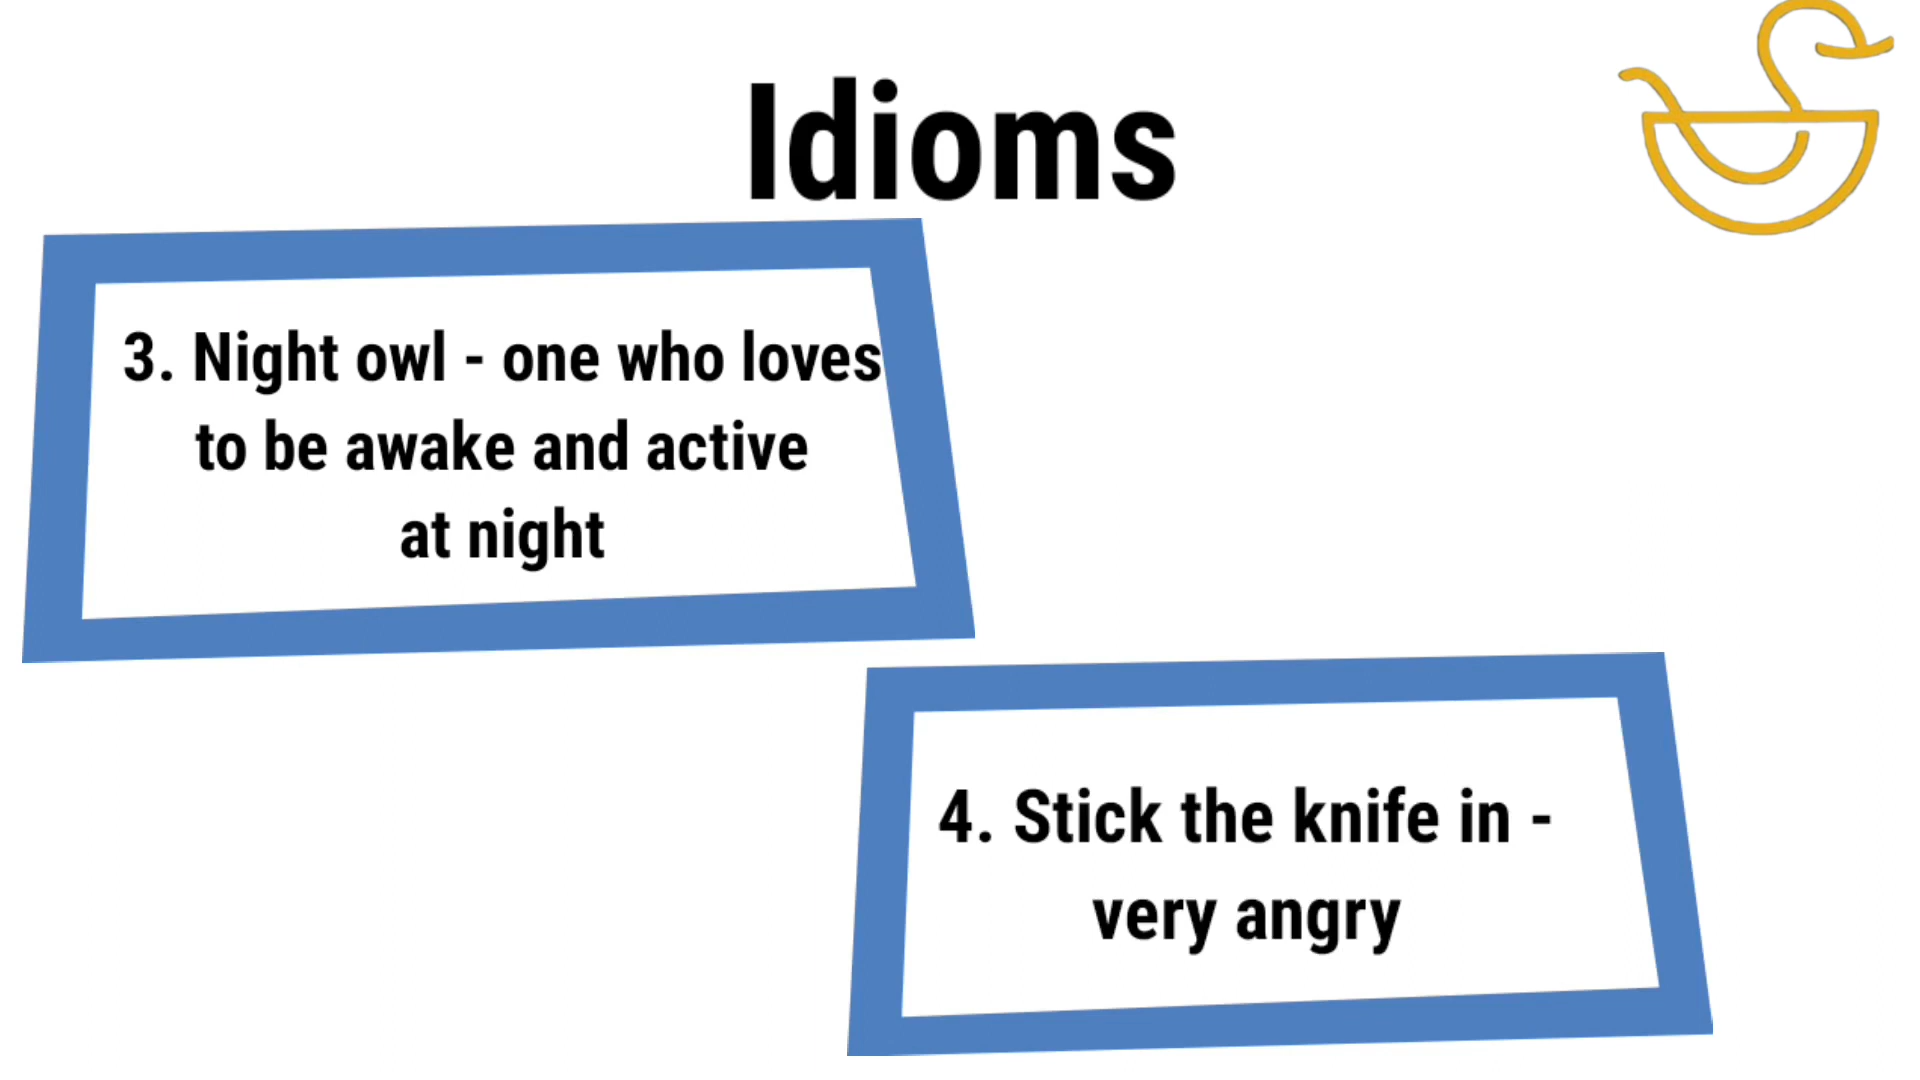 Idioms
3. Night owl - one who loves
to be awake and active
at night
4. Stick the knife in -
very angry